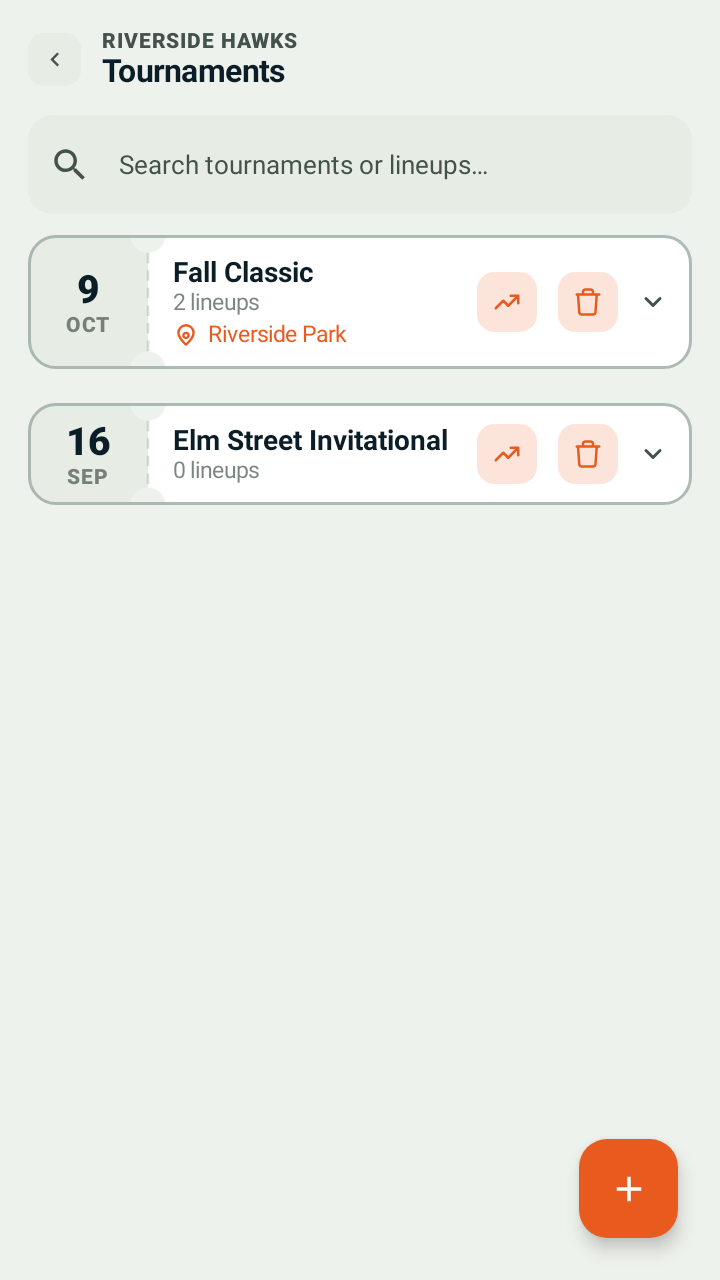 RIVERSIDE HAWKS
Tournaments
Search tournaments or lineups…
9
OCT
Fall Classic
2 lineups
Riverside Park
16
SEP
Elm Street Invitational
0 lineups